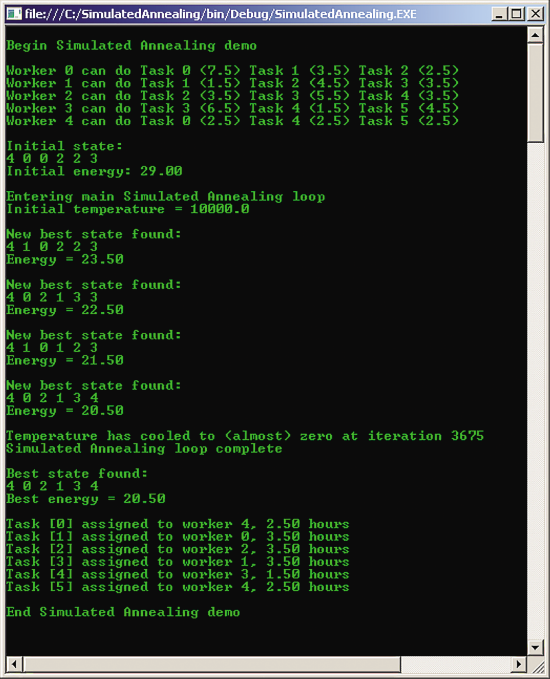 file:///C:/SimulatedAnnealing/bin/Debug/SimulatedAnnealing.EXE
Begin Simulated Annealing demo
Worker 0 can do Task 0 (7.5) Task 1 (3.5) Task 2 (2.5)
Worker 1 can do Task 1 (1.5) Task 2 (4.5) Task 3 (3.5)
Worker 2 can do Task 2 (3.5) Task 3 (5.5) Task 4 (3.5)
Worker 3 can do Task 3 (6.5) Task 4 (1.5) Task 5 (4.5)
Worker 4 can do Task 0 (2.5) Task 4 (2.5) Task 5 (2.5)
Initial state:
4 0 0 2 2 3
Initial energy: 29.00
Entering main Simulated Annealing loop
Initial temperature = 10000.0
New best state found:
4 1 0 2 2 3
Energy = 23.50
New best state found:
4 0 2 1 3 3
Energy = 22.50
New best state found:
4 1 0 1 2 3
Energy = 21.50
New best state found:
4 0 2 1 3 4
Energy = 20.50
Temperature has cooled to (almost) zero at iteration 3675
Simulated Annealing loop complete
Best state found:
4 0 2 1 3 4
Best energy = 20.50
Task [0] assigned to worker 4, 2.50 hours
Task [1] assigned to worker 0, 3.50 hours
Task [2] assigned to worker 2, 3.50 hours
Task [3] assigned to worker 1, 3.50 hours
Task [4] assigned to worker 3, 1.50 hours
Task [5] assigned to worker 4, 2.50 hours
End Simulated Annealing demo